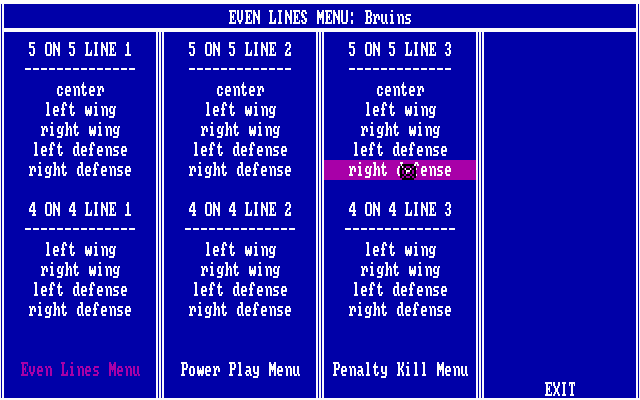 EVEN LINES MENU: Bruins
5 ON 5 LINE 1
--------------
center
left wing
right wing
left defense
right defense
4 ON 4 LINE 1
--------------
left wing
right wing
left defense
right defense
Even Lines Menu
5 ON 5 LINE 2
--------------
center
left wing
right wing
left defense
right defense
4 ON 4 LINE 2
--------------
left wing
right wing
left defense
right defense
Power Play Menu
5 ON 5 LINE 3
--------------
center
left wing
right wing
left defense
right defense
4 ON 4 LINE 3
--------------
left wing
right wing
left defense
right defense
Penalty Kill Menu
EXIT